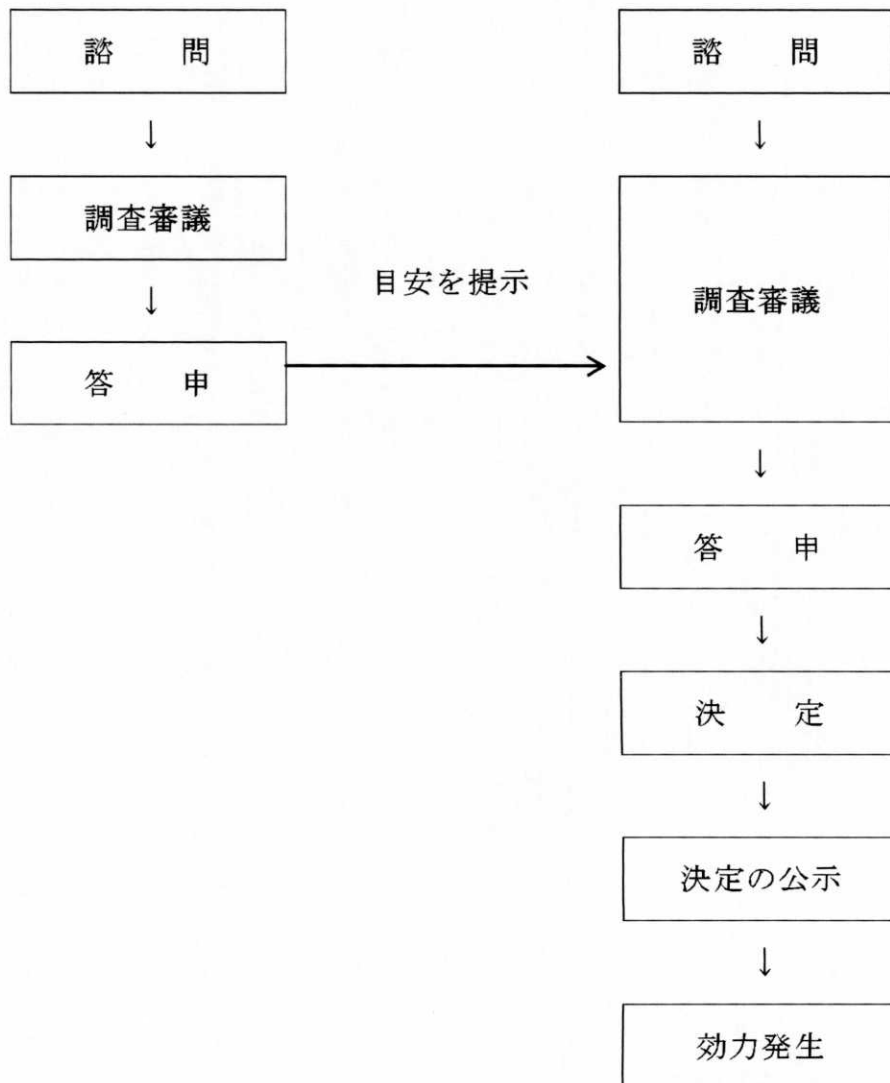 諮　　問
↓
調査審議
↓
答　　申
目安を提示
諮　　問
↓
調査審議
↓
答　　申
↓
決　　定
↓
決定の公示
↓
効力発生